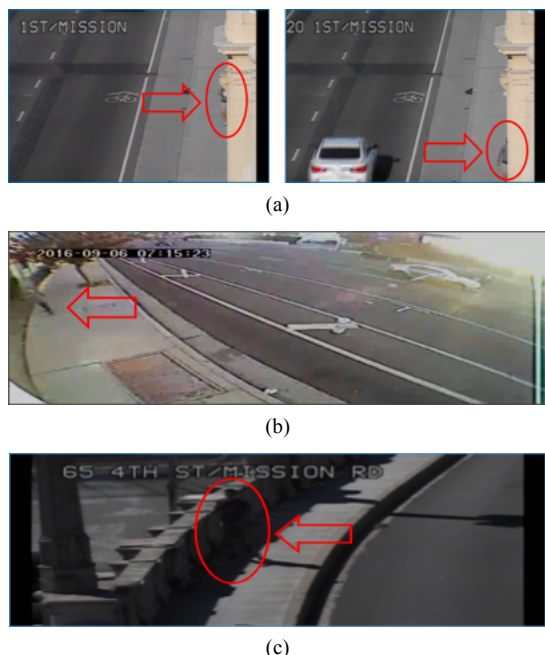 1ST/MISSION
20 1ST/MISSION
(a)
2016-09-06 07:15:23
(b)
65 4TH ST/MISSION RD
(c)